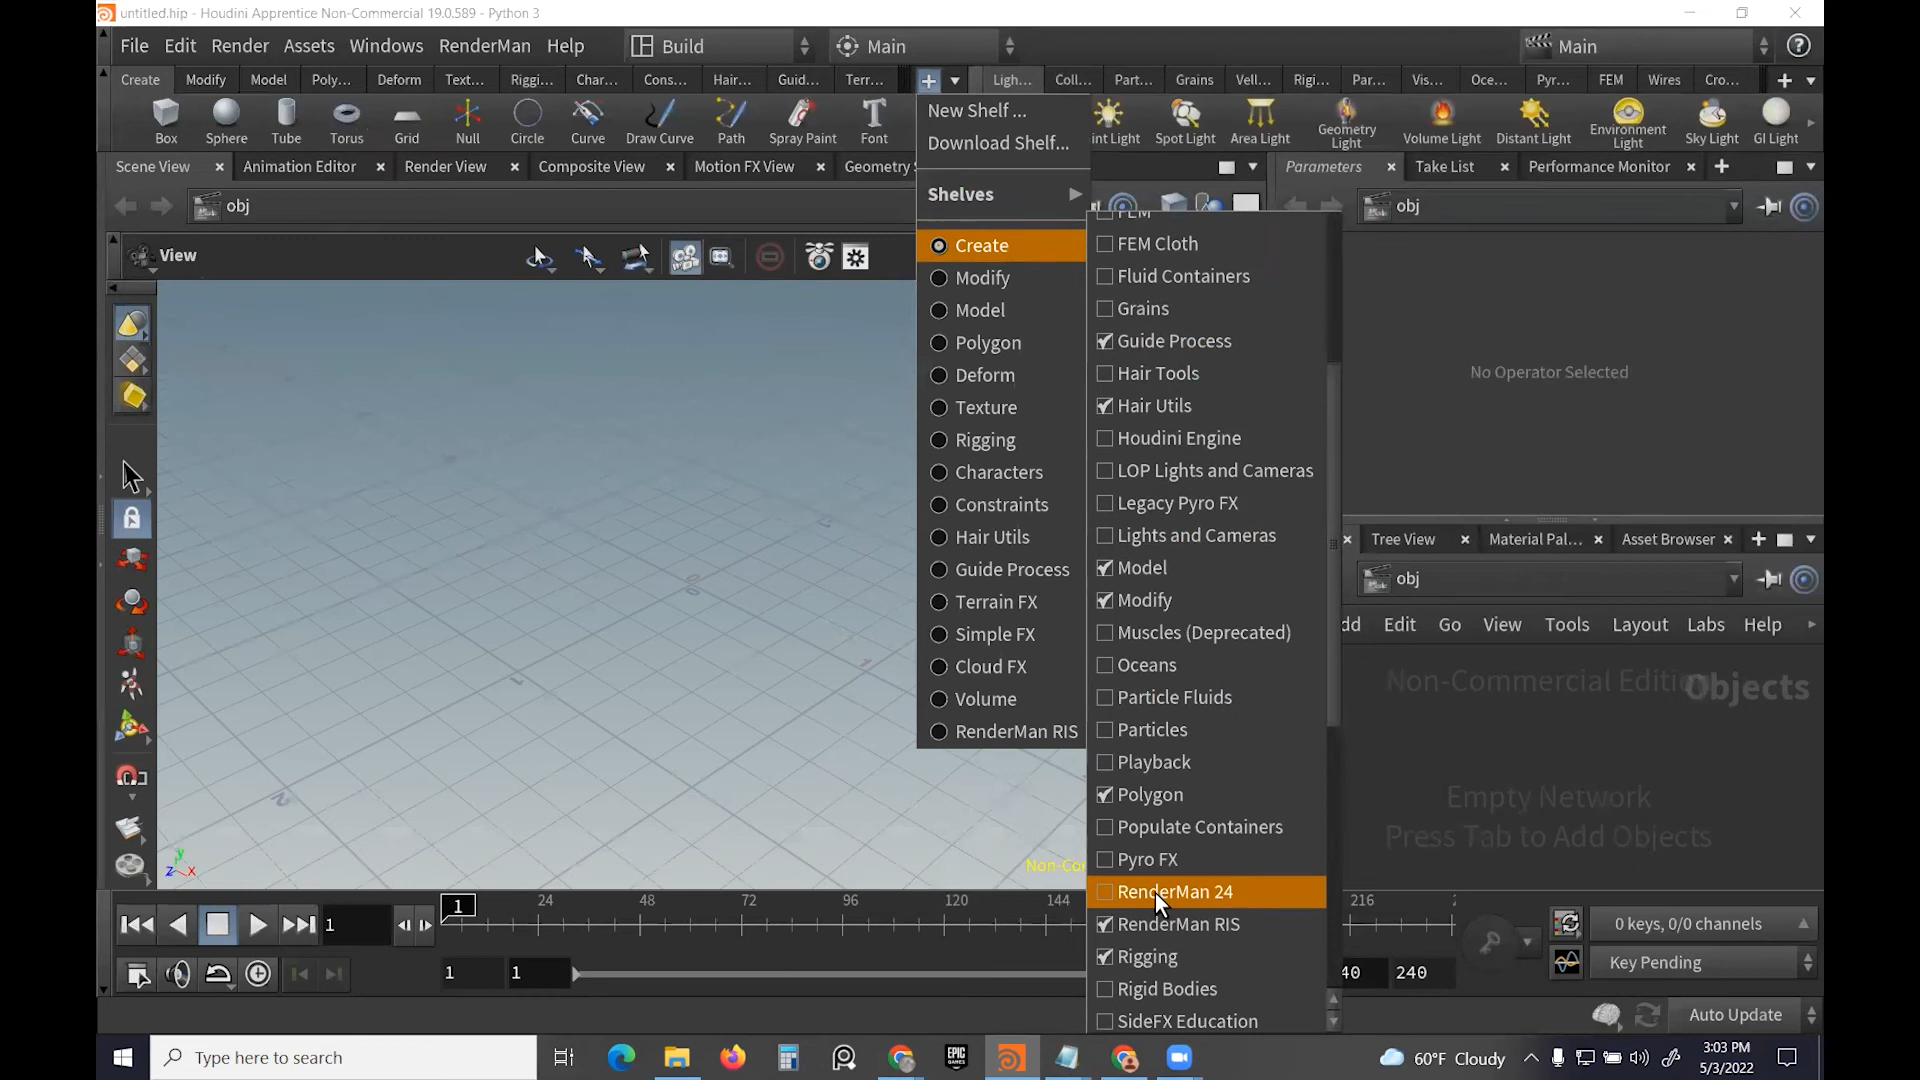 untitled.hip - Houdini Apprentice Non-Commercial 19.0.589 - Python 3
File Edit Render Assets Windows RenderMan Help Build Main Main
Create Modify Model Poly... Deform Text... Riggi... Char... Cons... Hair... Guid... Terr... Ligh... Coll... Part... Grains Vell... Rigi... Par... Vis... Oce... Pyr... FEM Wires Cro...
Box Sphere Tube Torus Grid Null Circle Curve Draw Curve Path Spray Paint Font
int Light Spot Light Area Light Geometry Light Volume Light Distant Light Environment Light Sky Light GI Light
New Shelf ...
Download Shelf...
Shelves
Create
Modify
Model
Polygon
Deform
Texture
Rigging
Characters
Constraints
Hair Utils
Guide Process
Terrain FX
Simple FX
Cloud FX
Volume
RenderMan RIS
FEM
FEM Cloth
Fluid Containers
Grains
Guide Process
Hair Tools
Hair Utils
Houdini Engine
LOP Lights and Cameras
Legacy Pyro FX
Lights and Cameras
Model
Modify
Muscles (Deprecated)
Oceans
Particle Fluids
Particles
Playback
Polygon
Populate Containers
Pyro FX
RenderMan 24
RenderMan RIS
Rigging
Rigid Bodies
SideFX Education
Scene View Animation Editor Render View Composite View Motion FX View Geometry S
obj
View
Non-Co
Parameters Take List Performance Monitor
obj
No Operator Selected
Tree View Material Pal... Asset Browser
obj
dd Edit Go View Tools Layout Labs Help
Non-Commercial Editio
Objects
Empty Network
Press Tab to Add Objects
1 1 24 48 72 96 120 144 216 2
1 1 40 240
0 keys, 0/0 channels
Key Pending
Auto Update
Type here to search
60°F Cloudy
3:03 PM
5/3/2022